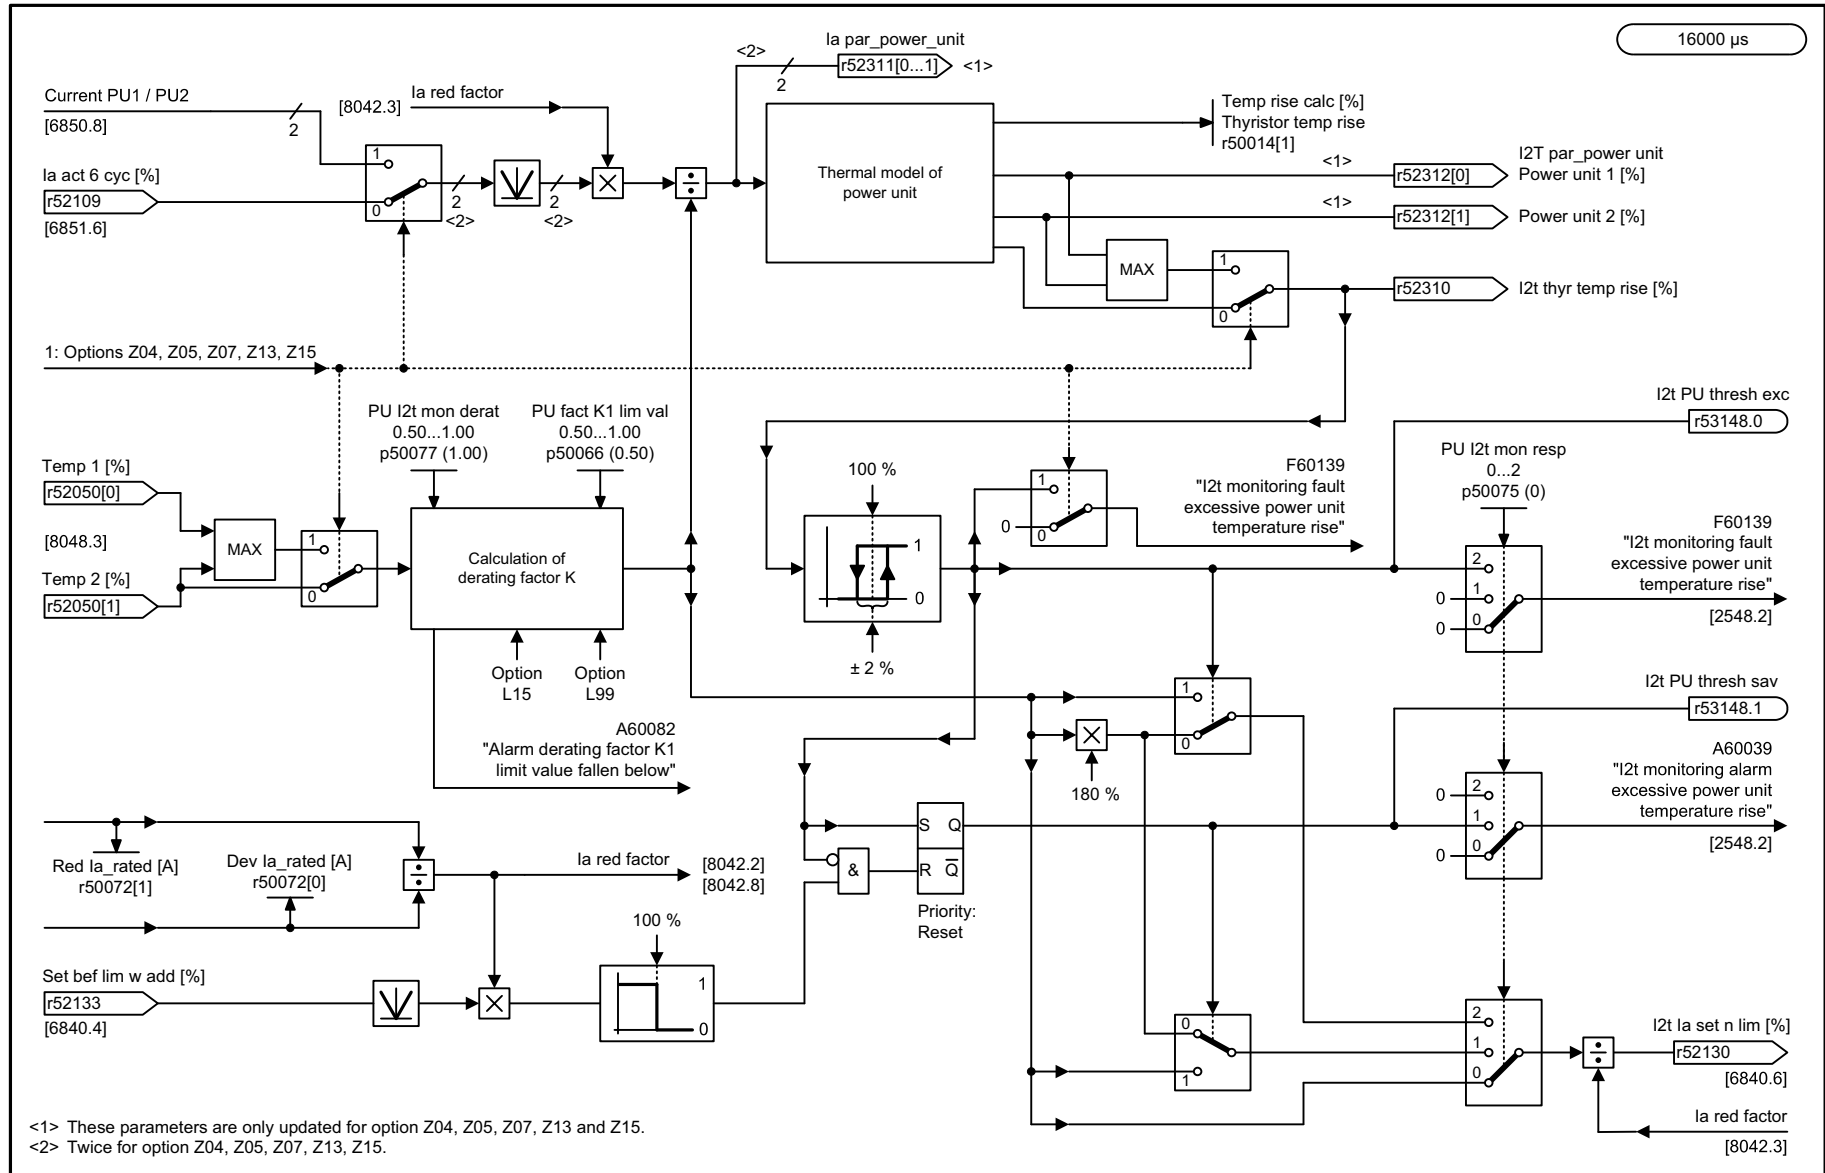 16000 µs
Ia par_power_unit
<2>
2
r52311[0...1]
<1>
Current PU1 / PU2
[6850.8]
2
[8042.3]
Ia red factor
Ia act 6 cyc [%]
r52109
[6851.6]
1
0
2
<2>
2
<2>
×
÷
Thermal model of
power unit
Temp rise calc [%]
Thyristor temp rise
r50014[1]
<1>
r52312[0]
I2T par_power unit
Power unit 1 [%]
<1>
r52312[1]
Power unit 2 [%]
MAX
1
0
r52310
I2t thyr temp rise [%]
1: Options Z04, Z05, Z07, Z13, Z15
PU I2t mon derat
0.50...1.00
p50077 (1.00)
PU fact K1 lim val
0.50...1.00
p50066 (0.50)
Temp 1 [%]
r52050[0]
[8048.3]
Temp 2 [%]
r52050[1]
MAX
1
0
Calculation of
derating factor K
Option
L15
Option
L99
A60082
"Alarm derating factor K1
limit value fallen below"
100 %
1
0
± 2 %
1
0
0
F60139
"I2t monitoring fault
excessive power unit
temperature rise"
I2t PU thresh exc
r53148.0
PU I2t mon resp
0...2
p50075 (0)
F60139
"I2t monitoring fault
excessive power unit
temperature rise"
[2548.2]
2
0
1
0
0
1
0
×
180 %
I2t PU thresh sav
r53148.1
A60039
"I2t monitoring alarm
excessive power unit
temperature rise"
[2548.2]
0
2
1
0
0
S Q
R Q̅
&
Priority:
Reset
Red Ia_rated [A]
r50072[1]
Dev Ia_rated [A]
r50072[0]
÷
Ia red factor
[8042.2]
[8042.8]
Set bef lim w add [%]
r52133
[6840.4]
×
100 %
1
0
0
1
2
1
0
÷
I2t Ia set n lim [%]
r52130
[6840.6]
Ia red factor
[8042.3]
<1> These parameters are only updated for option Z04, Z05, Z07, Z13 and Z15.
<2> Twice for option Z04, Z05, Z07, Z13, Z15.